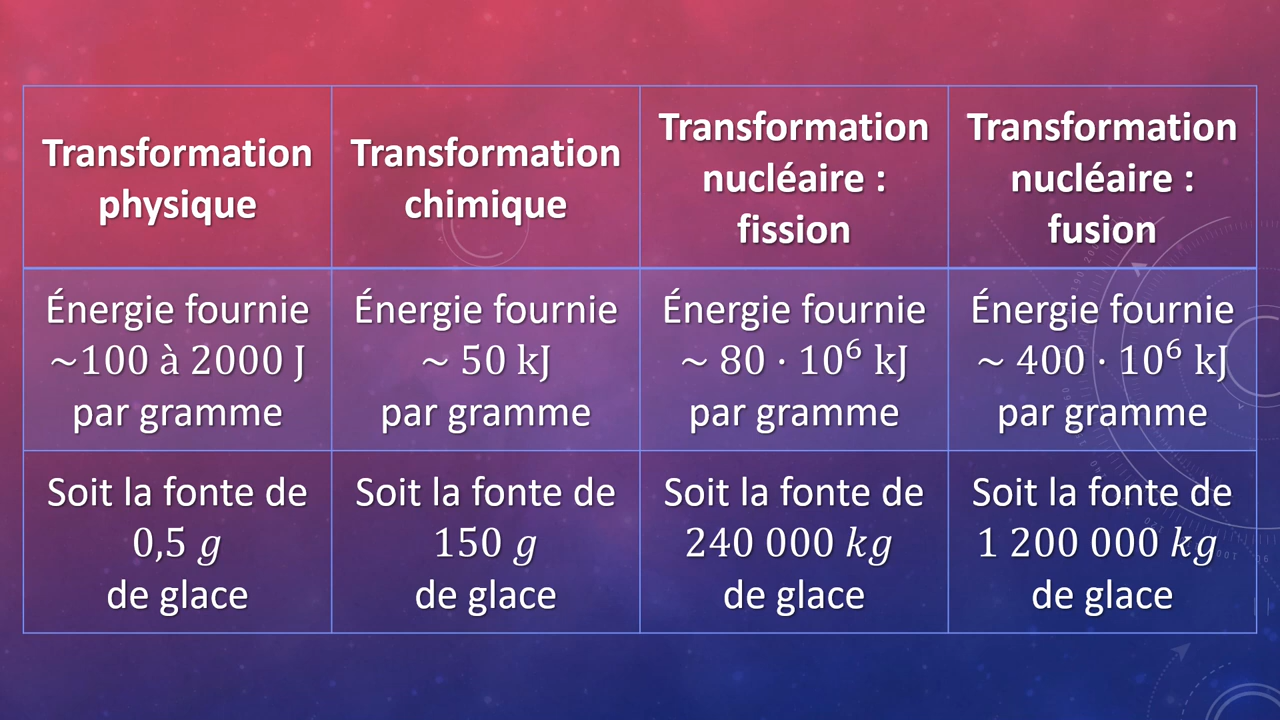 Transformation
physique
Transformation
chimique
Transformation
nucléaire :
fission
Transformation
nucléaire :
fusion
Énergie fournie
~100 à 2000 J
par gramme
Énergie fournie
~ 50 kJ
par gramme
Énergie fournie
~ 80 · 10⁶ kJ
par gramme
Énergie fournie
~ 400 · 10⁶ kJ
par gramme
Soit la fonte de
0,5 g
de glace
Soit la fonte de
150 g
de glace
Soit la fonte de
240 000 kg
de glace
Soit la fonte de
1 200 000 kg
de glace